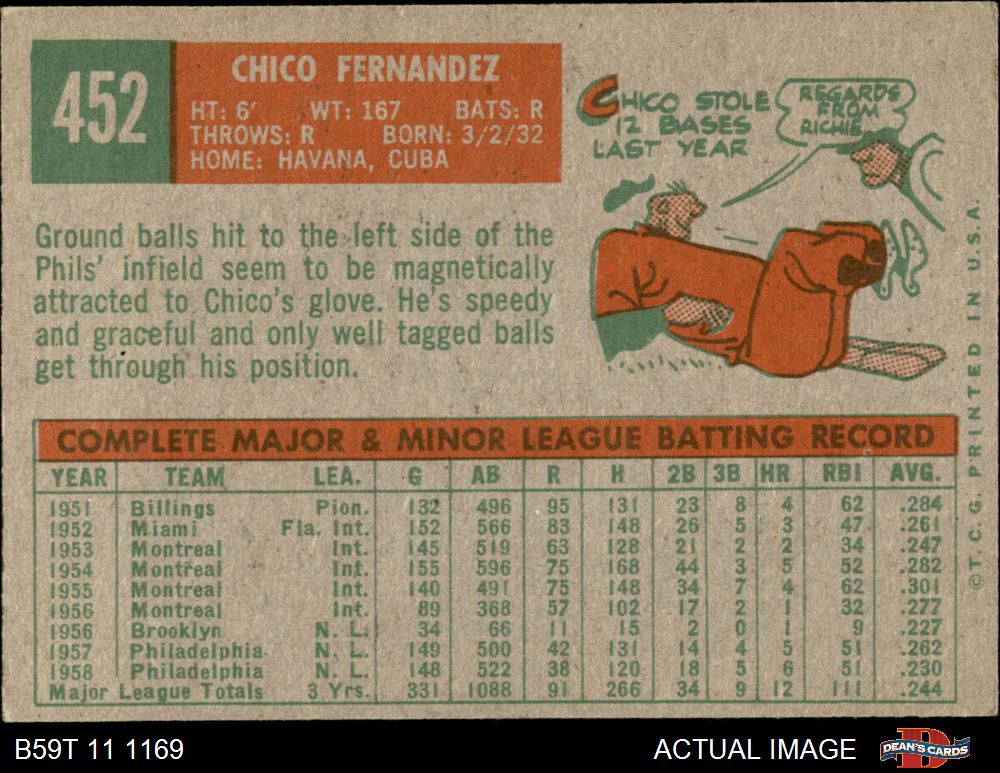 452
CHICO FERNANDEZ
HT: 6' WT: 167 BATS: R
THROWS: R BORN: 3/2/32
HOME: HAVANA, CUBA
CHICO STOLE
12 BASES
LAST YEAR
REGARDS
FROM
RICHIE
Ground balls hit to the left side of the
Phils' infield seem to be magnetically
attracted to Chico's glove. He's speedy
and graceful and only well tagged balls
get through his position.
COMPLETE MAJOR & MINOR LEAGUE BATTING RECORD
YEAR TEAM LEA. G AB R H 2B 3B HR RBI AVG.
1951 Billings Pion. 132 496 95 131 23 8 4 62 .284
1952 Miami Fla. Int. 152 566 83 148 26 5 3 47 .261
1953 Montreal Int. 145 519 63 128 21 2 2 34 .247
1954 Montreal Int. 155 596 75 168 44 3 5 52 .282
1955 Montreal Int. 140 491 75 148 34 7 4 62 .301
1956 Montreal Int. 89 368 57 102 17 2 1 32 .277
1956 Brooklyn N. L. 34 66 11 15 2 0 1 9 .227
1957 Philadelphia N. L. 149 500 42 131 14 4 5 51 .262
1958 Philadelphia N. L. 148 522 38 120 18 5 6 51 .230
Major League Totals 3 Yrs. 331 1088 91 266 34 9 12 111 .244
© T. C. G. PRINTED IN U.S.A.
B59T 11 1169
ACTUAL IMAGE
DEAN'S CARDS